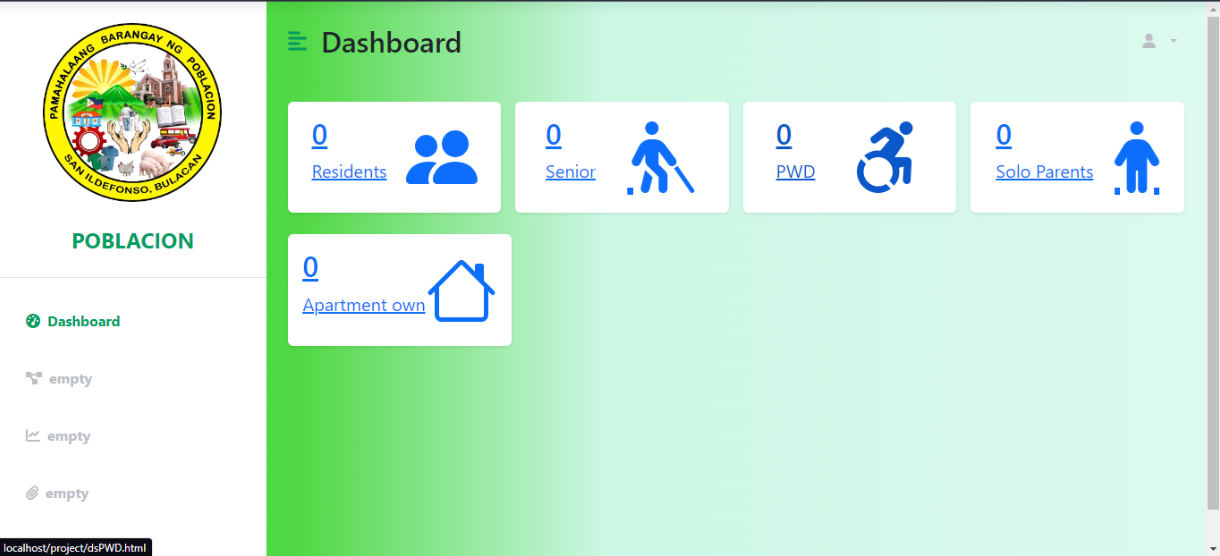 PAMAHALAANG BARANGAY NG POBLACION
SAN ILDEFONSO, BULACAN
POBLACION
Dashboard
empty
empty
empty
Dashboard
0
Residents
0
Senior
0
PWD
0
Solo Parents
0
Apartment own
localhost/project/dsPWD.html